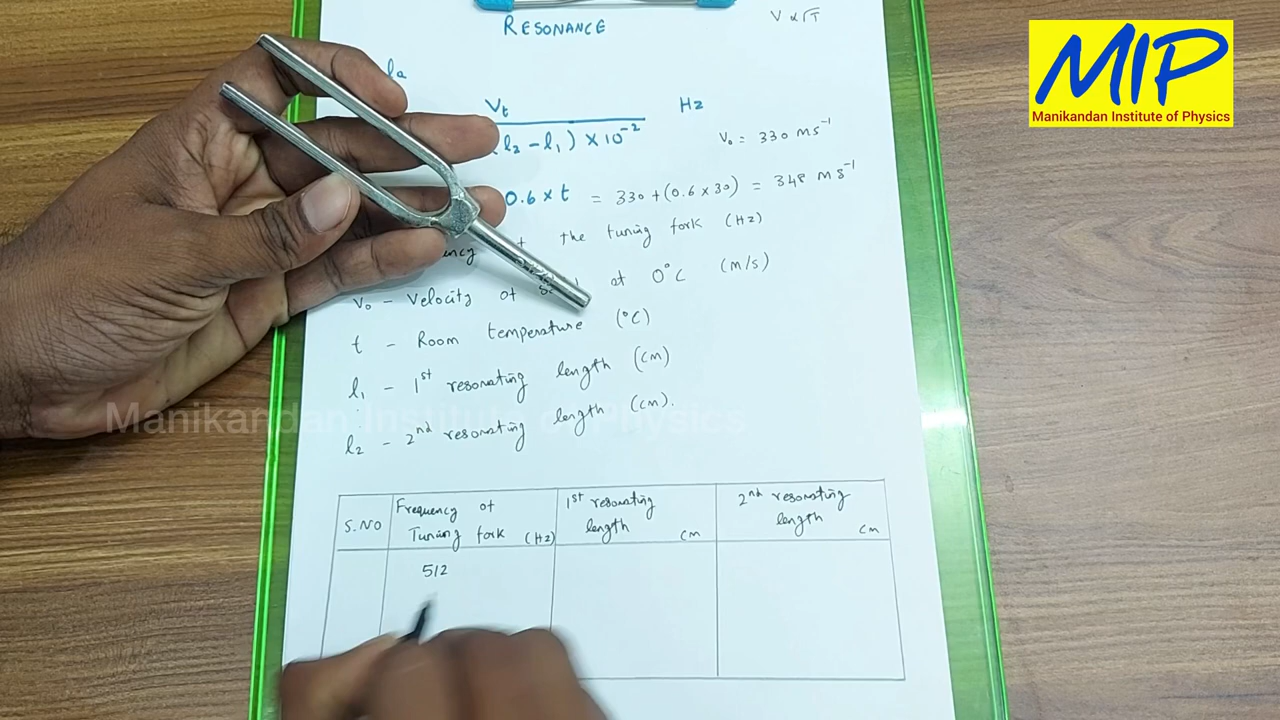 RESONANCE
V ∝ √T
la
Vt
Hz
(l2 - l1) × 10⁻²
V₀ = 330 ms⁻¹
0.6 × t = 330 + (0.6 × 30) = 348 ms⁻¹
ency of the tuning fork (Hz)
V₀ - Velocity of at 0°C (m/s)
t - Room temperature (°C)
l1 - 1st resonating length (cm)
l2 - 2nd resonating length (cm).
S.NO
Frequency of
Tuning fork (Hz)
1st resonating
length cm
2nd resonating
length cm
512
MIP
Manikandan Institute of Physics
Manikandan Institute of Physics